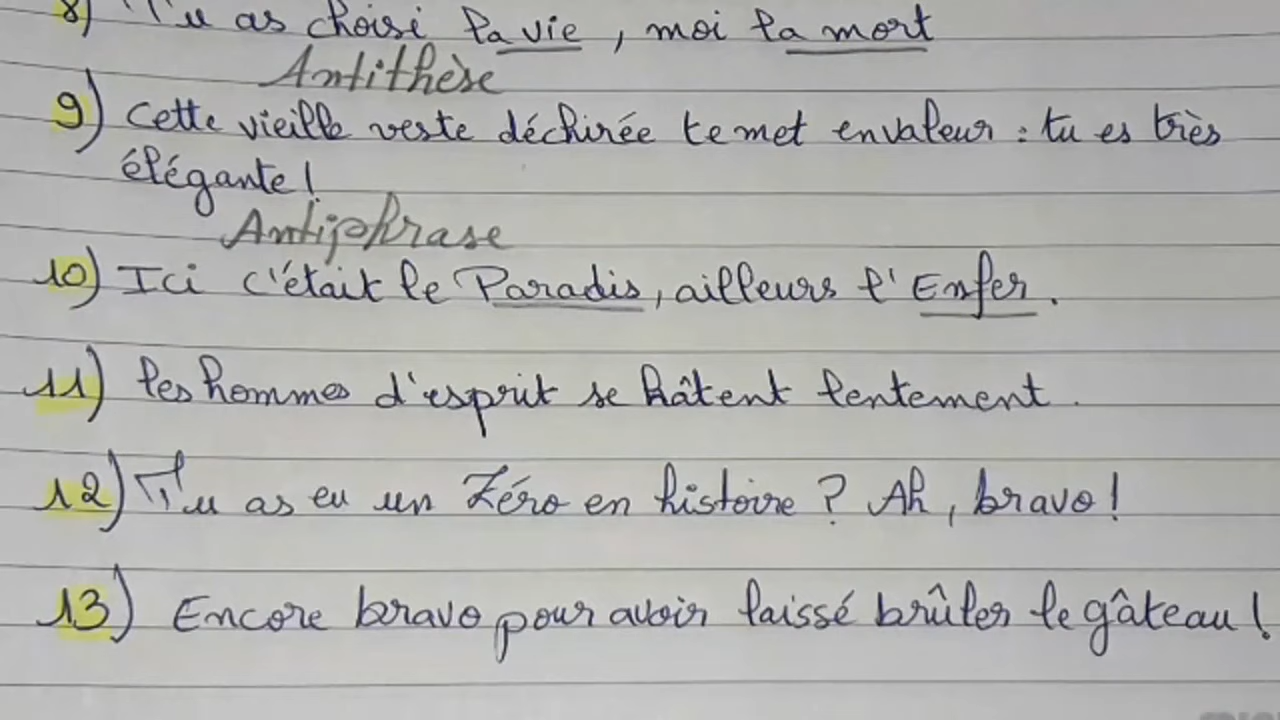 8) Tu as choisi la vie, moi la mort
Antithèse
9) Cette vieille veste déchirée te met en valeur : tu es très
élégante !
Antiphrase
10) Ici c'était le Paradis, ailleurs l'Enfer.
11) les hommes d'esprit se hâtent lentement.
12) Tu as eu un Zéro en histoire ? Ah, bravo !
13) Encore bravo pour avoir laissé brûler le gâteau !